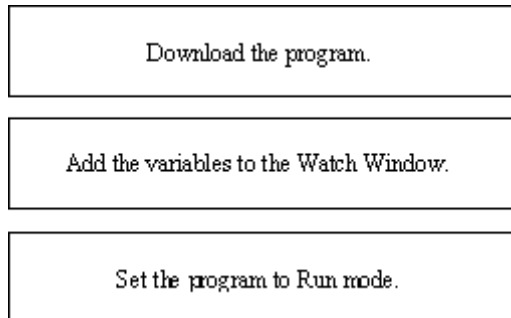 Download the program.
Add the variables to the Watch Window.
Set the program to Run mode.